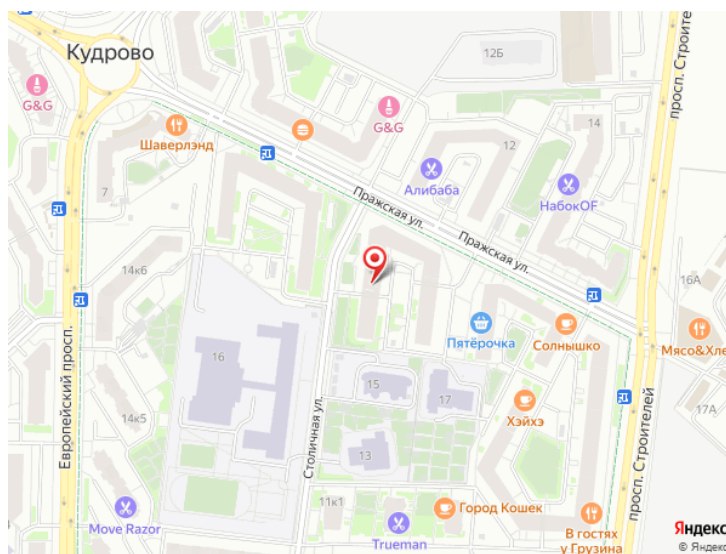 Кудрово
12Б
просп. Строите
G&G
G&G
14
Шаверлэнд
12
Алибаба
НабокOF
7
Пражская ул.
Пражская ул.
14к6
16А
Пятёрочка
Солнышко
Мясо&Хле
16
Европейский просп.
15
17
17А
Хэйхэ
14к5
Столичная ул.
13
просп. Строителей
11к1
Город Кошек
Move Razor
Trueman
В гостях
у Грузина
Яндекс
© Яндекс